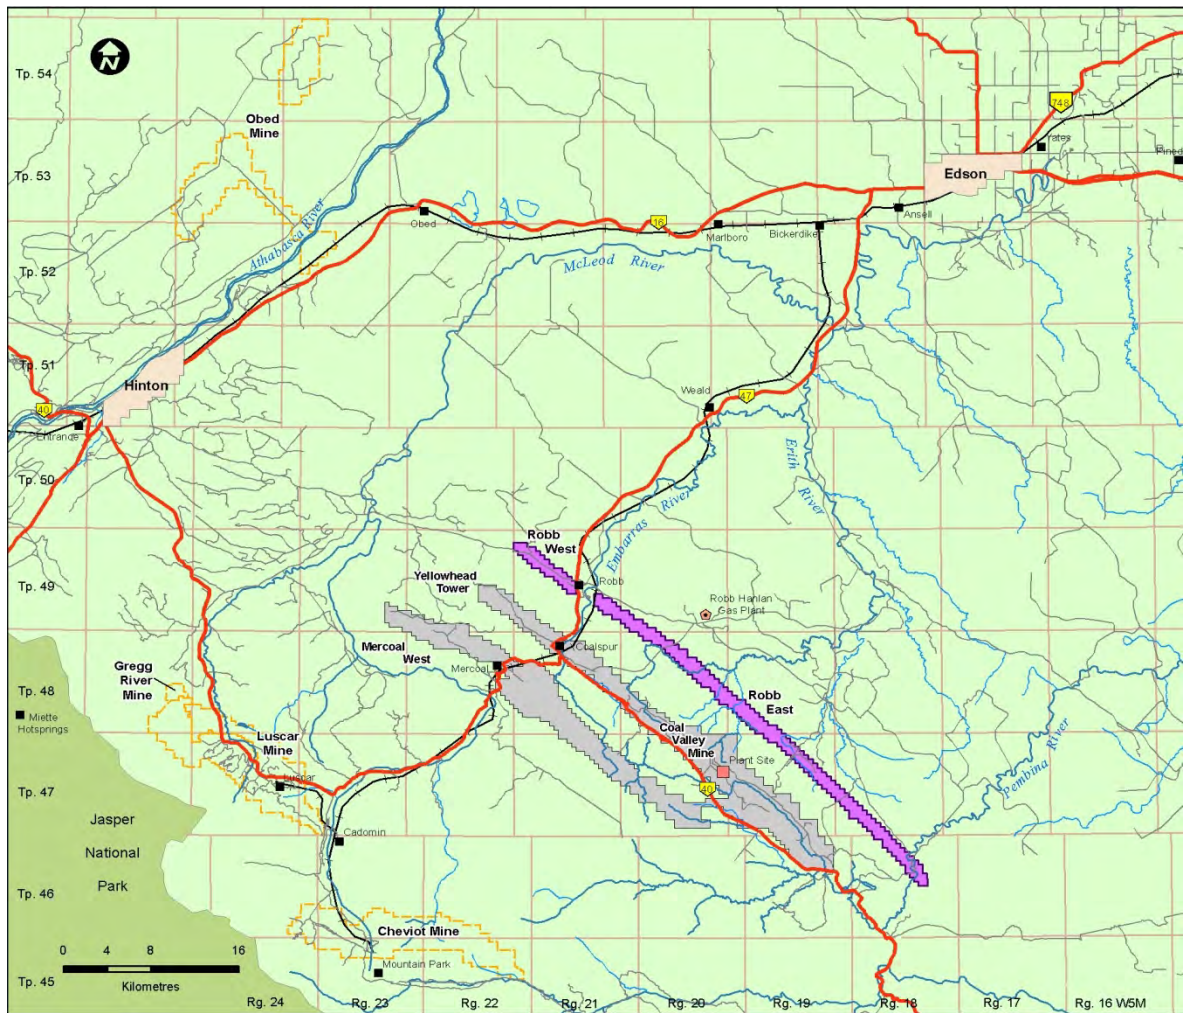 N
Tp. 54
Obed
Mine
748
Yates
Tp. 53
Edson
Obed
16
Marlboro
Bickerdike
Ansell
Athabasca River
Tp. 52
McLeod River
Tp. 51
Hinton
40
Entrance
Weald
47
Tp. 50
Erith
River
Embarras River
Robb
West
Tp. 49
Yellowhead
Tower
Robb
Robb Hanlan
Gas Plant
Mercoal
West
Coalspur
Mercoal
Gregg
River
Mine
Tp. 48
Robb
East
Miette
Hotsprings
Luscar
Mine
Coal
Valley
Mine
Plant Site
Pembina River
Luscar
Tp. 47
40
Jasper
National
Park
Cadomin
Tp. 46
Cheviot Mine
0 4 8 16
Kilometres
Mountain Park
Tp. 45
Rg. 24 Rg. 23 Rg. 22 Rg. 21 Rg. 20 Rg. 19 Rg. 18 Rg. 17 Rg. 16 W5M